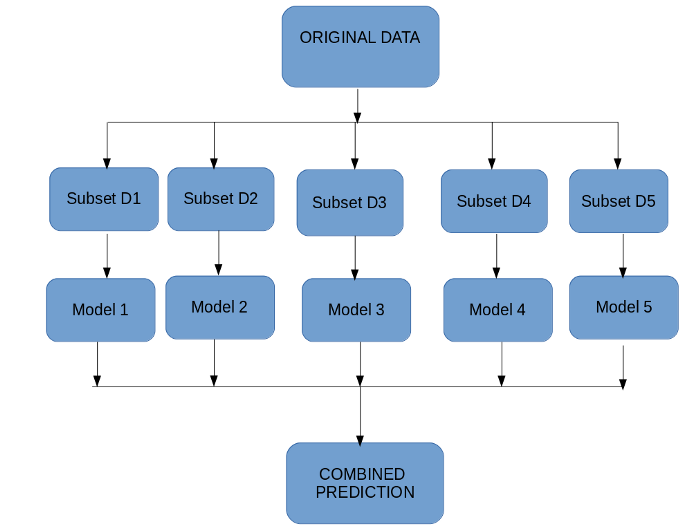 ORIGINAL DATA
Subset D1
Subset D2
Subset D3
Subset D4
Subset D5
Model 1
Model 2
Model 3
Model 4
Model 5
COMBINED
PREDICTION